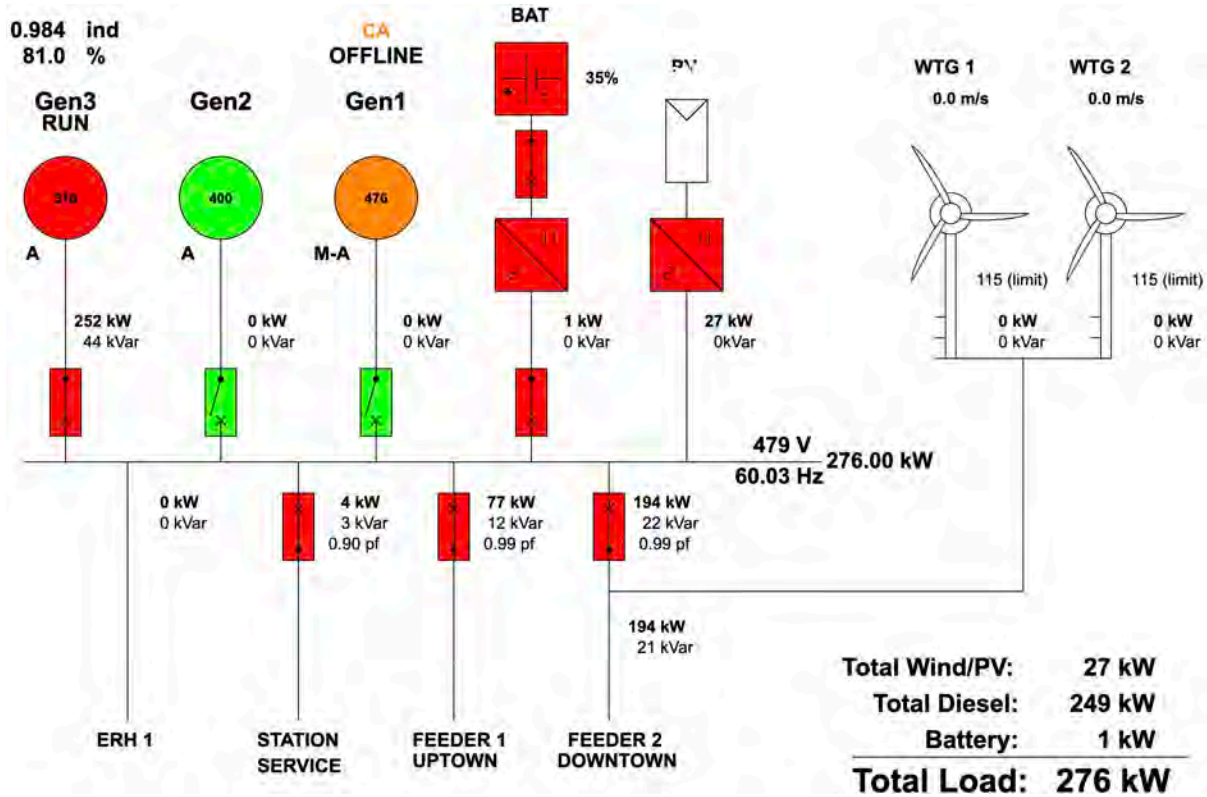 0.984 ind
81.0 %
CA
OFFLINE
BAT
35%
PV
WTG 1
0.0 m/s
WTG 2
0.0 m/s
Gen3
RUN
Gen2
Gen1
400
476
A
A
M-A
115 (limit)
115 (limit)
252 kW
44 kVar
0 kW
0 kVar
0 kW
0 kVar
1 kW
0 kVar
27 kW
0kVar
0 kW
0 kVar
0 kW
0 kVar
479 V
60.03 Hz
276.00 kW
0 kW
0 kVar
4 kW
3 kVar
0.90 pf
77 kW
12 kVar
0.99 pf
194 kW
22 kVar
0.99 pf
194 kW
21 kVar
ERH 1
STATION
SERVICE
FEEDER 1
UPTOWN
FEEDER 2
DOWNTOWN
Total Wind/PV: 27 kW
Total Diesel: 249 kW
Battery: 1 kW
Total Load: 276 kW